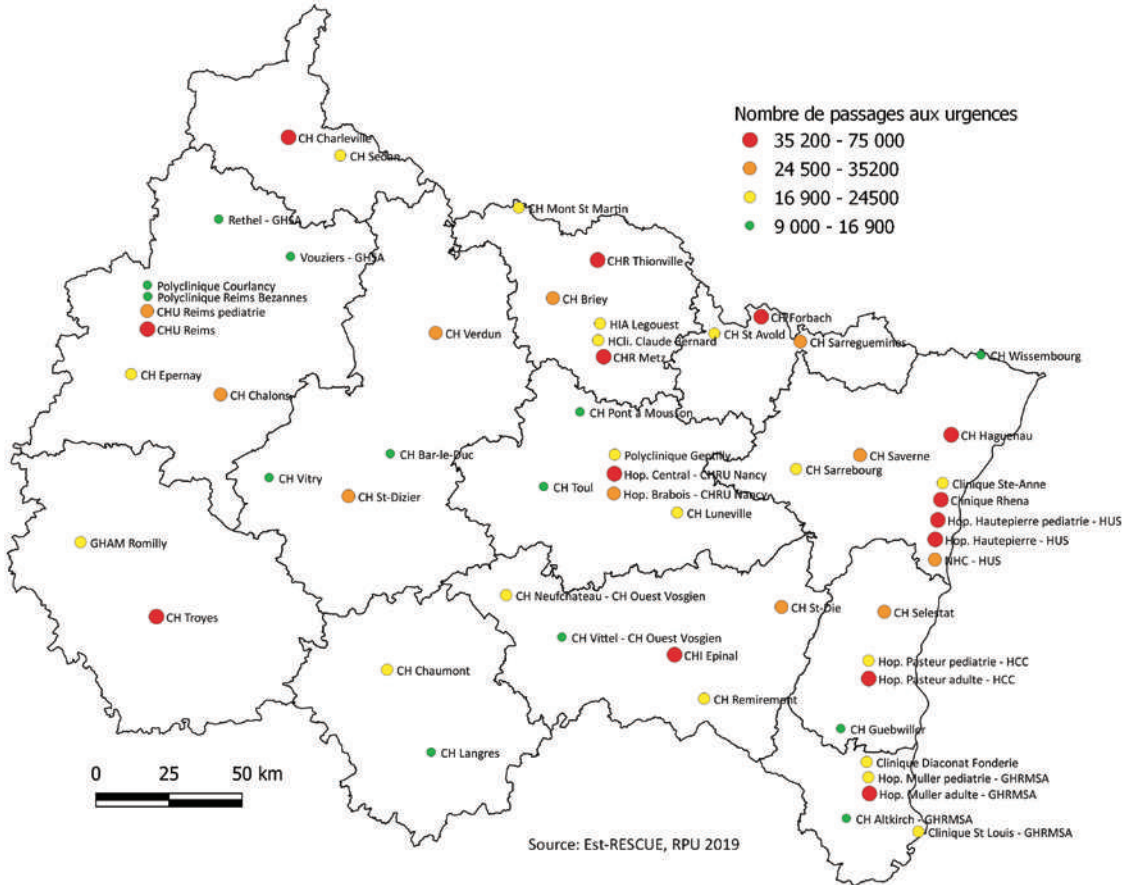 Nombre de passages aux urgences
35 200 - 75 000
24 500 - 35200
16 900 - 24500
9 000 - 16 900
CH Charleville
CH Sedan
CH Mont St Martin
Rethel - GHSA
Vouziers - GHSA
CHR Thionville
Polyclinique Courlancy
Polyclinique Reims Bezannes
CHU Reims pediatrie
CHU Reims
CH Briey
HIA Legouest
HCli. Claude Bernard
CHR Metz
CH Verdun
CH St Avold
CH Forbach
CH Sarreguemines
CH Wissembourg
CH Epernay
CH Chalons
CH Pont à Mousson
CH Haguenau
CH Bar-le-Duc
Polyclinique Gentilly
CH Saverne
CH Sarrebourg
CH Vitry
CH St-Dizier
CH Toul
Hop. Central - CHRU Nancy
Hop. Brabois - CHRU Nancy
CH Luneville
Clinique Ste-Anne
Clinique Rhena
Hop. Hautepierre pediatrie - HUS
Hop. Hautepierre - HUS
NHC - HUS
GHAM Romilly
CH Troyes
CH Neufchateau - CH Ouest Vosgien
CH St-Die
CH Selestat
CH Vittel - CH Ouest Vosgien
CHI Epinal
Hop. Pasteur pediatrie - HCC
Hop. Pasteur adulte - HCC
CH Chaumont
CH Remiremont
CH Guebwiller
CH Langres
Clinique Diaconat Fonderie
Hop. Muller pediatrie - GHRMSA
Hop. Muller adulte - GHRMSA
CH Altkirch - GHRMSA
Clinique St Louis - GHRMSA
0 25 50 km
Source: Est-RESCUE, RPU 2019